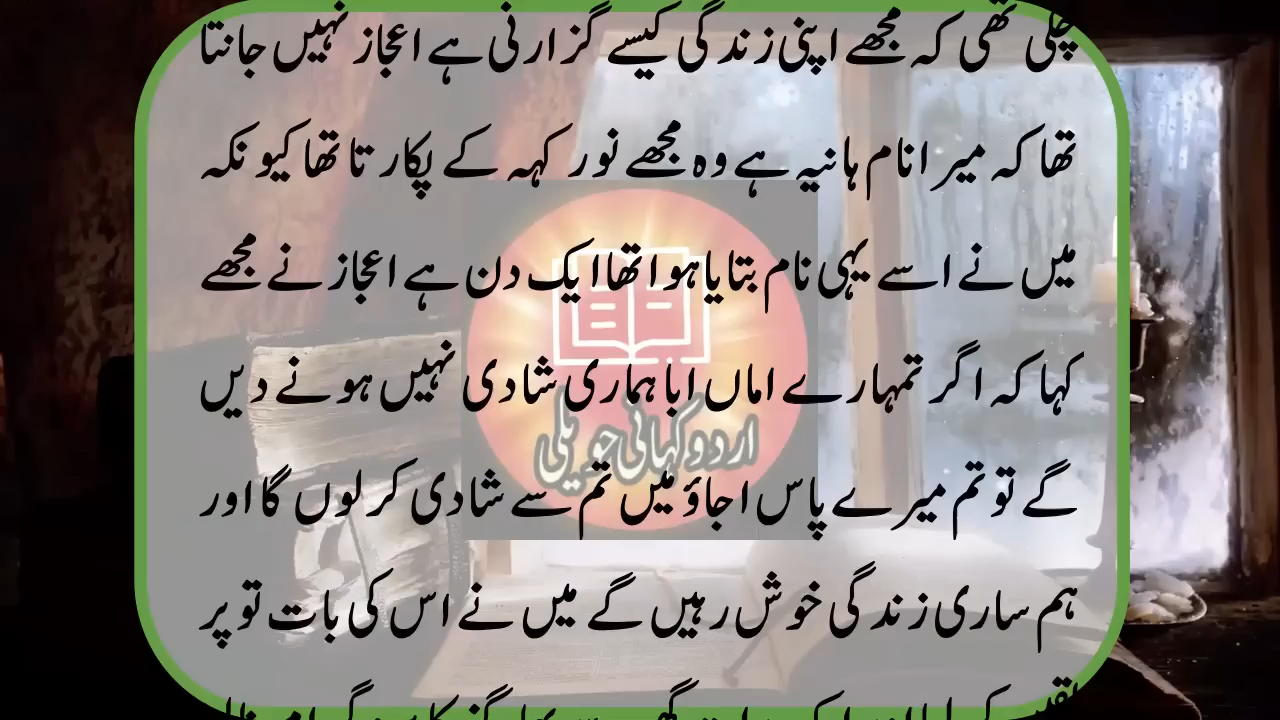 چلی تھی کہ مجھے اپنی زندگی کیسے گزارنی ہے اعجاز نہیں جانتا
تھا کہ میرا نام ہانیہ ہے وہ مجھے نور کہہ کے پکارتا تھا کیونکہ
میں نے اسے یہی نام بتایا ہوا تھا ایک دن ہے اعجاز نے مجھے
کہا کہ اگر تمہارے اماں ابا ہماری شادی نہیں ہونے دیں
اردو کہانی حویلی
گے تو تم میرے پاس اجاؤ میں تم سے شادی کر لوں گا اور
ہم ساری زندگی خوش رہیں گے میں نے اس کی بات تو پر